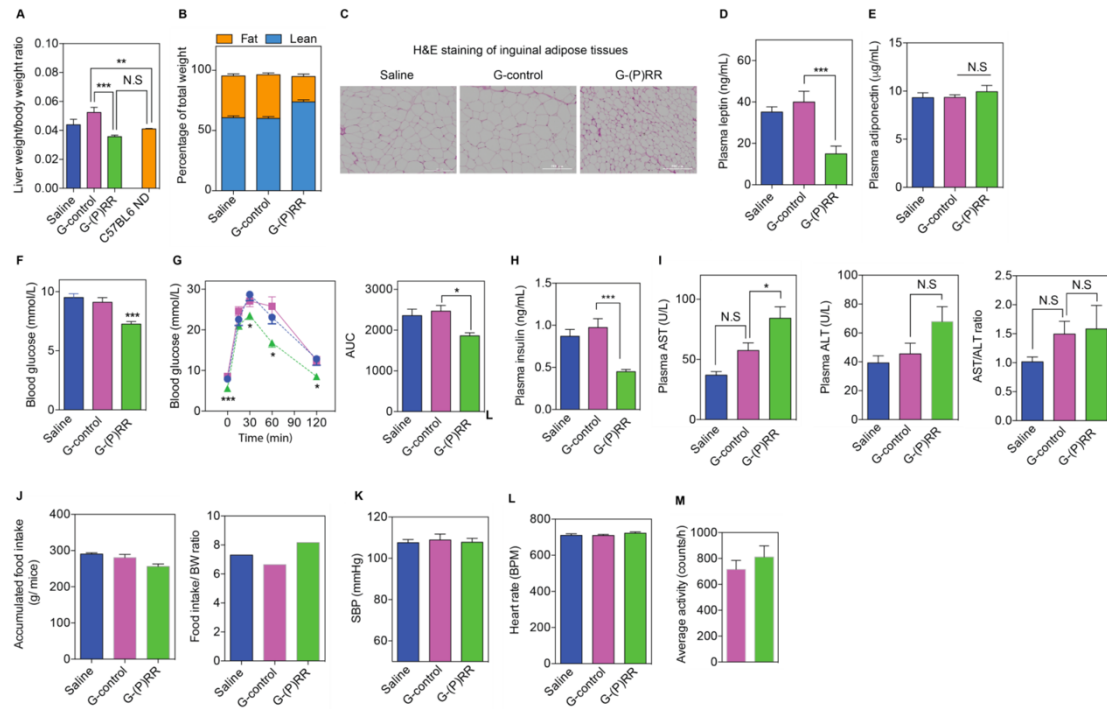 A
Liver weight/body weight ratio
0.10
0.08
0.06
0.04
0.02
0.00
**
***
N.S
Saline
G-control
G-(P)RR
C57BL6 ND
B
Fat
Lean
Percentage of total weight
100
50
0
Saline
G-control
G-(P)RR
C
H&E staining of inguinal adipose tissues
Saline
G-control
G-(P)RR
D
Plasma leptin (ng/mL)
60
40
20
0
***
Saline
G-control
G-(P)RR
E
Plasma adiponectin (μg/mL)
15
10
5
0
N.S
Saline
G-control
G-(P)RR
F
Blood glucose (mmol/L)
10
5
0
***
Saline
G-control
G-(P)RR
G
Blood glucose (mmol/L)
30
20
10
0
***
*
*
*
0
30
60
90
120
Time (min)
AUC
3000
2000
1000
0
*
L
Saline
G-control
G-(P)RR
H
Plasma insulin (ng/mL)
1.5
1.0
0.5
0.0
***
Saline
G-control
G-(P)RR
I
Plasma AST (U/L)
100
50
0
N.S
*
Saline
G-control
G-(P)RR
Plasma ALT (U/L)
100
80
60
40
20
0
N.S
Saline
G-control
G-(P)RR
AST/ALT ratio
2.5
2.0
1.5
1.0
0.5
0.0
N.S
N.S
Saline
G-control
G-(P)RR
J
Accumulated food intake
(g/ mice)
400
300
200
100
0
Saline
G-control
G-(P)RR
Food intake/ BW ratio
10
8
6
4
2
0
Saline
G-control
G-(P)RR
K
SBP (mmHg)
120
100
80
60
Saline
G-control
G-(P)RR
L
Heart rate (BPM)
800
600
400
200
0
Saline
G-control
G-(P)RR
M
Average activity (counts/h)
1000
800
600
400
200
0
G-control
G-(P)RR